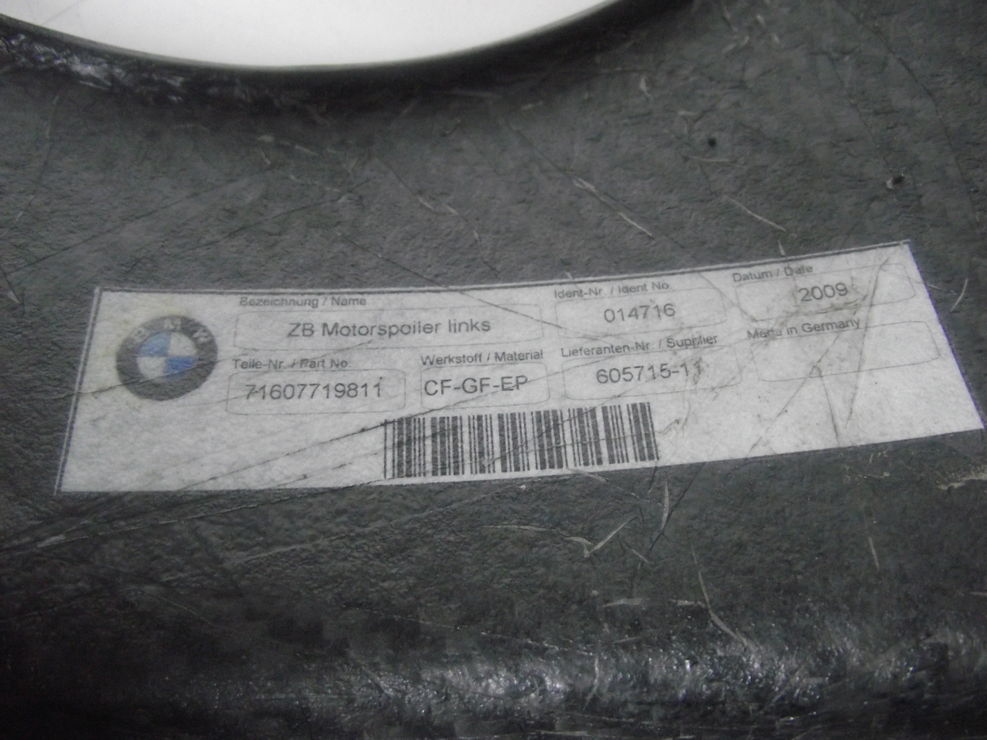 BMW
Bezeichnung / Name
ZB Motorspoiler links
Ident-Nr. / Ident No.
014716
Datum / Date
2009
Teile-Nr. / Part No.
71607719811
Werkstoff / Material
CF-GF-EP
Lieferanten-Nr. / Supplier
605715-11
Made in Germany